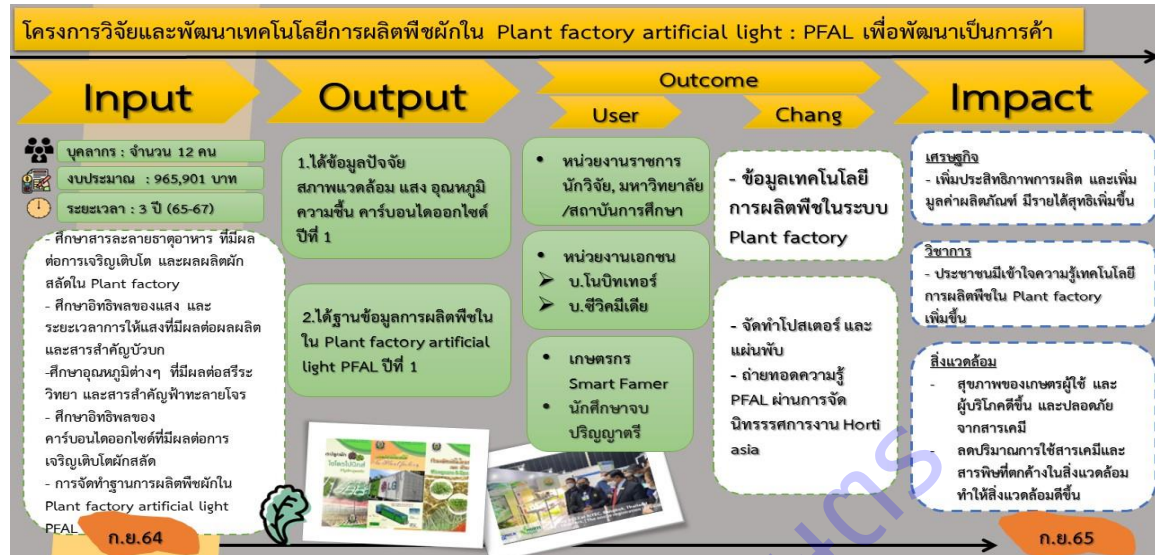 โครงการวิจัยและพัฒนาเทคโนโลยีการผลิตพืชผักใน Plant factory artificial light : PFAL เพื่อพัฒนาเป็นการค้า
Input
บุคลากร : จำนวน 12 คน
งบประมาณ : 965,901 บาท
ระยะเวลา : 3 ปี (65-67)
- ศึกษาสารละลายธาตุอาหาร ที่มีผล
ต่อการเจริญเติบโต และผลผลิตผัก
สลัดใน Plant factory
- ศึกษาอิทธิพลของแสง และ
ระยะเวลาการให้แสงที่มีผลต่อผลผลิต
และสารสำคัญบัวบก
-ศึกษาอุณหภูมิต่างๆ ที่มีผลต่อสรีระ
วิทยา และสารสำคัญฟ้าทะลายโจร
- ศึกษาอิทธิพลของ
คาร์บอนไดออกไซด์ที่มีผลต่อการ
เจริญเติบโตผักสลัด
- การจัดทำฐานการผลิตพืชผักใน
Plant factory artificial light
PFAL
ก.ย.64
Output
1.ได้ข้อมูลปัจจัย
สภาพแวดล้อม แสง อุณหภูมิ
ความชื้น คาร์บอนไดออกไซด์
ปีที่ 1
2.ได้ฐานข้อมูลการผลิตพืชใน
ใน Plant factory artificial
light PFAL ปีที่ 1
ไฮโดรโปนิกส์
Outcome
User
• หน่วยงานราชการ
นักวิจัย, มหาวิทยาลัย
/สถาบันการศึกษา
• หน่วยงานเอกชน
➢ บ.โนบิทเทอร์
➢ บ.ซีวิคมีเดีย
• เกษตรกร
Smart Famer
• นักศึกษาจบ
ปริญญาตรี
Chang
- ข้อมูลเทคโนโลยี
การผลิตพืชในระบบ
Plant factory
- จัดทำโปสเตอร์ และ
แผ่นพับ
- ถ่ายทอดความรู้
PFAL ผ่านการจัด
นิทรรรศการงาน Horti
asia
Impact
เศรษฐกิจ
- เพิ่มประสิทธิภาพการผลิต และเพิ่ม
มูลค่าผลิตภัณฑ์ มีรายได้สุทธิเพิ่มขึ้น
วิชาการ
- ประชาชนมีเข้าใจความรู้เทคโนโลยี
การผลิตพืชใน Plant factory
เพิ่มขึ้น
สิ่งแวดล้อม
- สุขภาพของเกษตรผู้ใช้ และ
ผู้บริโภคดีขึ้น และปลอดภัย
จากสารเคมี
- ลดปริมาณการใช้สารเคมีและ
สารพิษที่ตกค้างในสิ่งแวดล้อม
ทำให้สิ่งแวดล้อมดีขึ้น
ก.ย.65